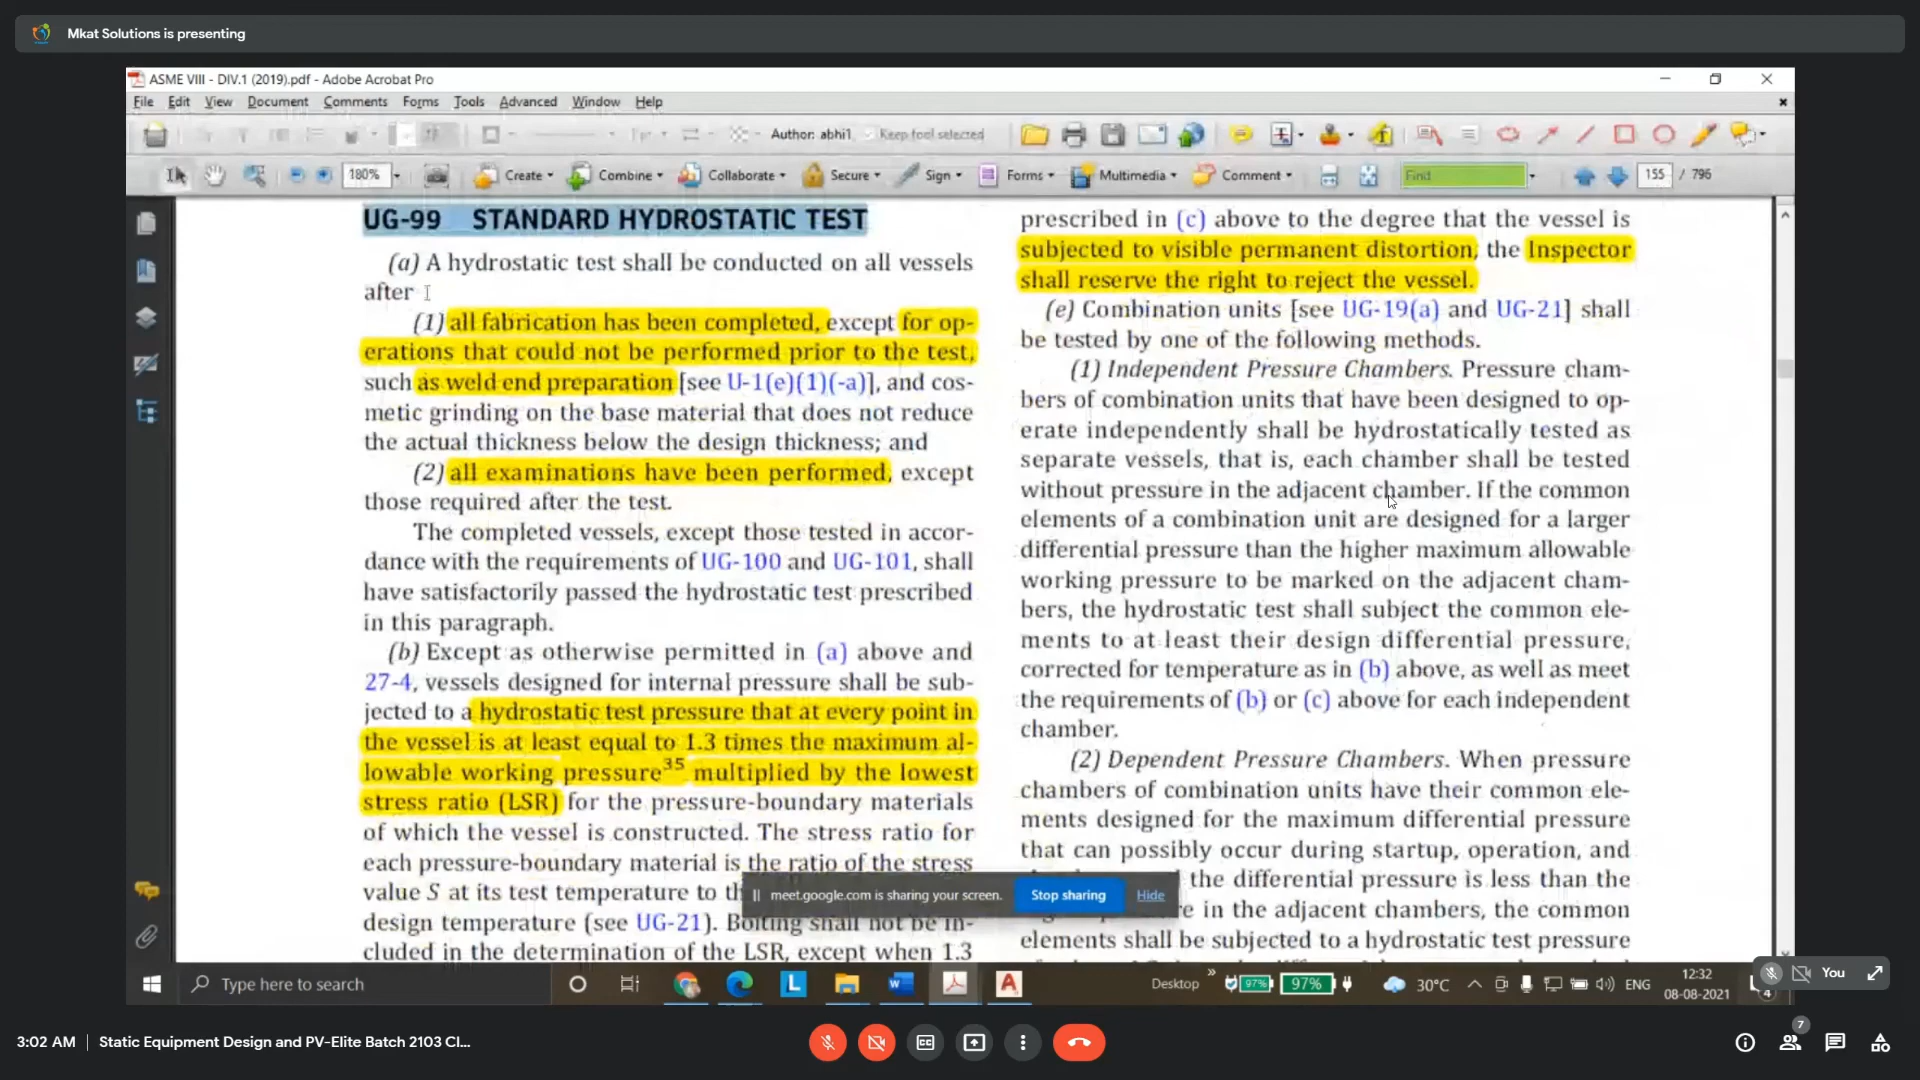 Mkat Solutions is presenting
ASME VIII - DIV.1 (2019).pdf - Adobe Acrobat Pro
File Edit View Document Comments Forms Tools Advanced Window Help
Author: abhi1 Keep tool selected
180% Create Combine Collaborate Secure Sign Forms Multimedia Comment Find 155 / 796
UG-99 STANDARD HYDROSTATIC TEST
(a) A hydrostatic test shall be conducted on all vessels
after
(1) all fabrication has been completed, except for op-
erations that could not be performed prior to the test,
such as weld end preparation [see U-1(e)(1)(-a)], and cos-
metic grinding on the base material that does not reduce
the actual thickness below the design thickness; and
(2) all examinations have been performed, except
those required after the test.
The completed vessels, except those tested in accor-
dance with the requirements of UG-100 and UG-101, shall
have satisfactorily passed the hydrostatic test prescribed
in this paragraph.
(b) Except as otherwise permitted in (a) above and
27-4, vessels designed for internal pressure shall be sub-
jected to a hydrostatic test pressure that at every point in
the vessel is at least equal to 1.3 times the maximum al-
lowable working pressure35 multiplied by the lowest
stress ratio (LSR) for the pressure-boundary materials
of which the vessel is constructed. The stress ratio for
each pressure-boundary material is the ratio of the stress
value S at its test temperature to th
design temperature (see UG-21). Bolting shall not be in-
cluded in the determination of the LSR, except when 1.3
prescribed in (c) above to the degree that the vessel is
subjected to visible permanent distortion, the Inspector
shall reserve the right to reject the vessel.
(e) Combination units [see UG-19(a) and UG-21] shall
be tested by one of the following methods.
(1) Independent Pressure Chambers. Pressure cham-
bers of combination units that have been designed to op-
erate independently shall be hydrostatically tested as
separate vessels, that is, each chamber shall be tested
without pressure in the adjacent chamber. If the common
elements of a combination unit are designed for a larger
differential pressure than the higher maximum allowable
working pressure to be marked on the adjacent cham-
bers, the hydrostatic test shall subject the common ele-
ments to at least their design differential pressure,
corrected for temperature as in (b) above, as well as meet
the requirements of (b) or (c) above for each independent
chamber.
(2) Dependent Pressure Chambers. When pressure
chambers of combination units have their common ele-
ments designed for the maximum differential pressure
that can possibly occur during startup, operation, and
the differential pressure is less than the
in the adjacent chambers, the common
elements shall be subjected to a hydrostatic test pressure
meet.google.com is sharing your screen. Stop sharing Hide
Type here to search
Desktop 97% 97% 30°C ENG 12:32
08-08-2021
4
You
3:02 AM | Static Equipment Design and PV-Elite Batch 2103 Cl...
7